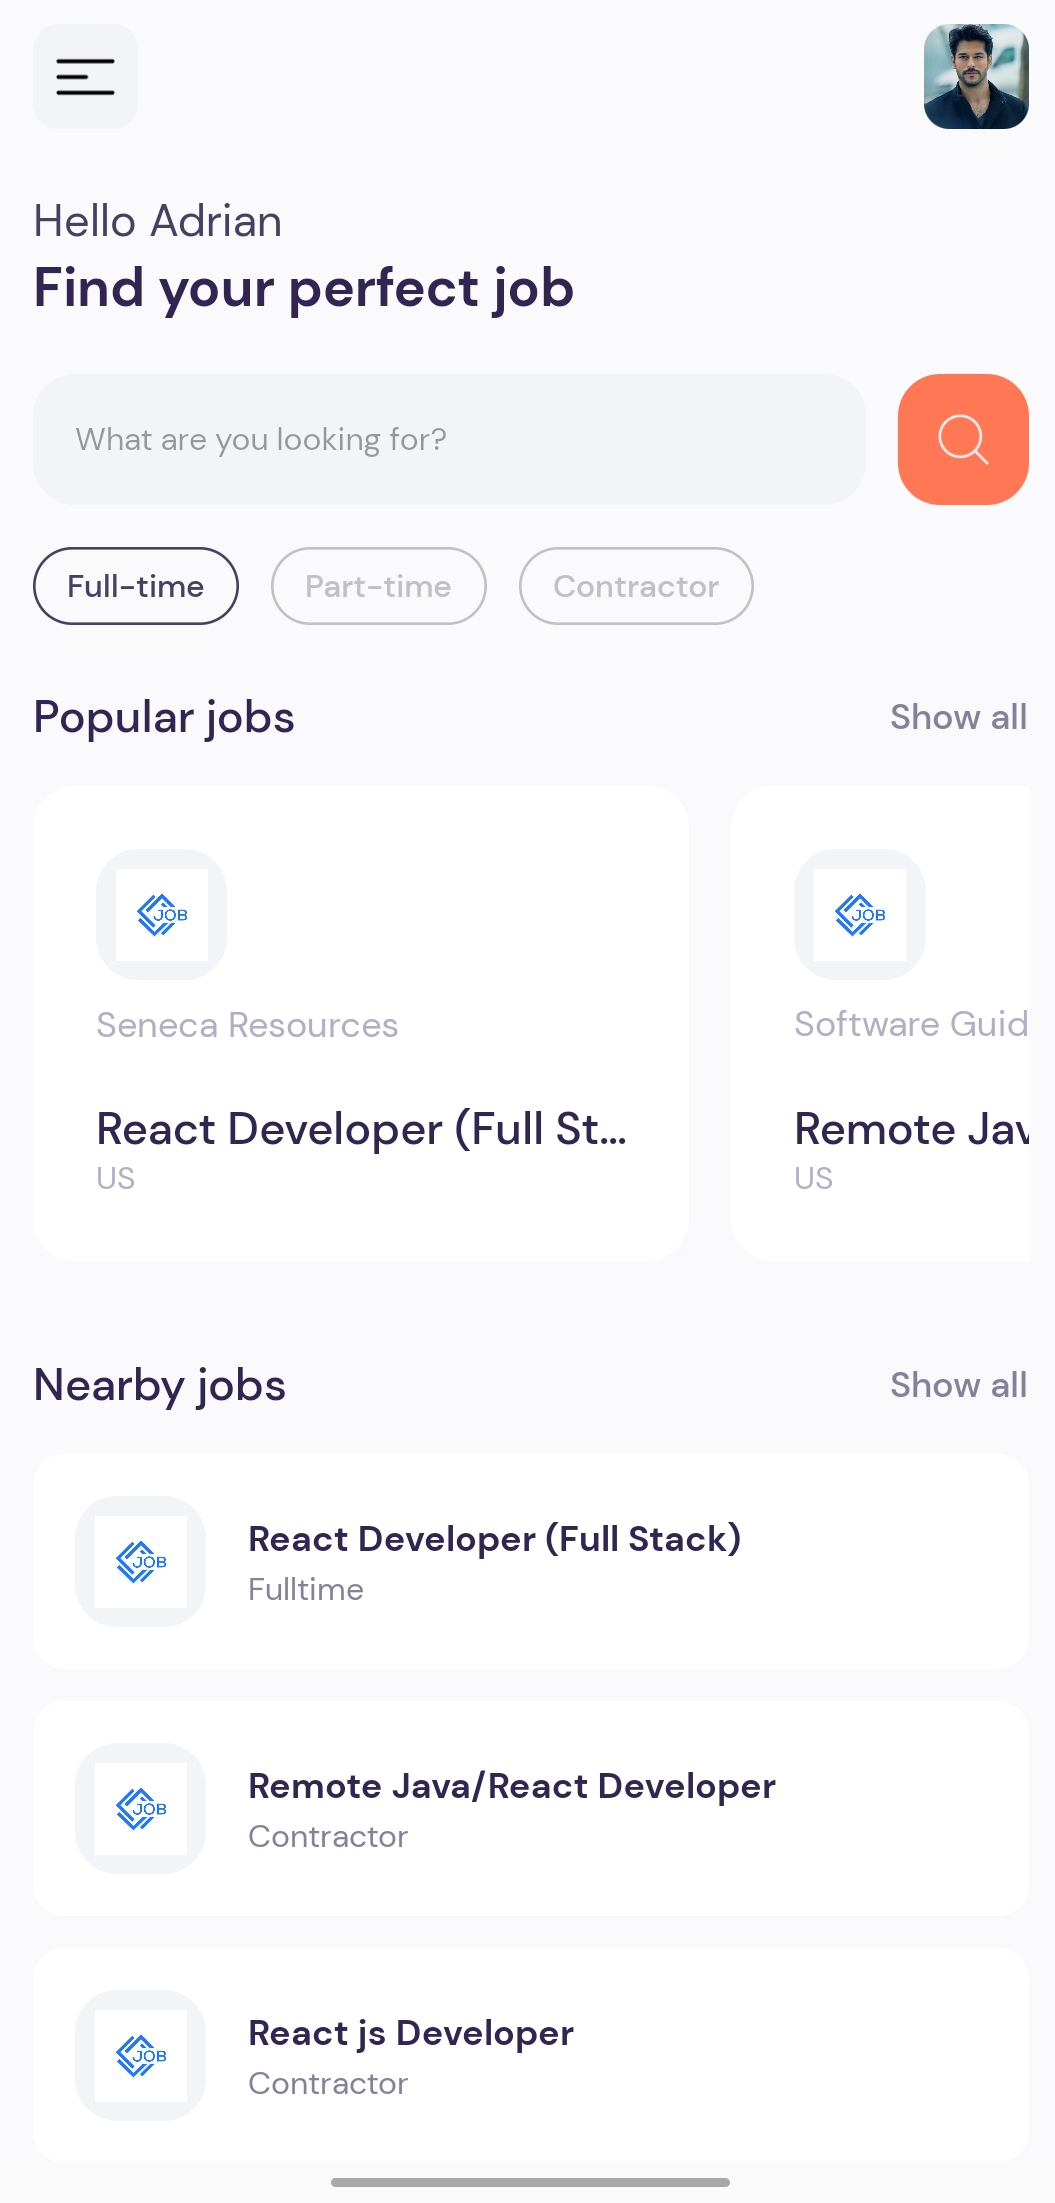 Hello Adrian
Find your perfect job
What are you looking for?
Full-time Part-time Contractor
Popular jobs Show all
JOB JOB
Seneca Resources Software Guid
React Developer (Full St... Remote Jav
US US
Nearby jobs Show all
JOB
React Developer (Full Stack)
Fulltime
JOB
Remote Java/React Developer
Contractor
JOB
React js Developer
Contractor